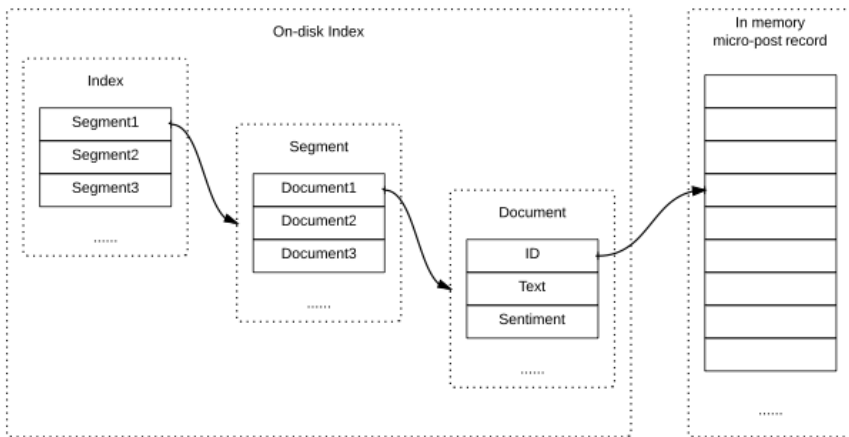 On-disk Index
In memory
micro-post record
Index
Segment1
Segment2
Segment3
......
Segment
Document1
Document2
Document3
......
Document
ID
Text
Sentiment
......
......